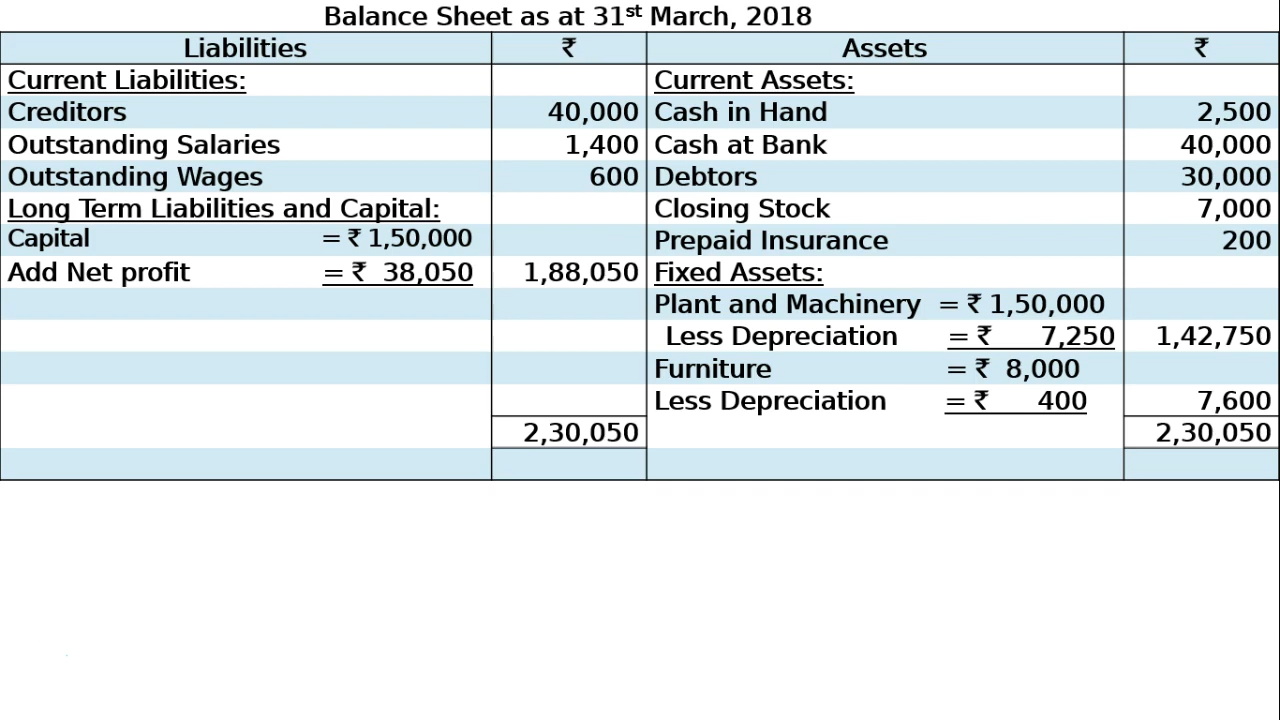 Balance Sheet as at 31st March, 2018
Liabilities ₹ Assets ₹
Current Liabilities: Current Assets:
Creditors 40,000 Cash in Hand 2,500
Outstanding Salaries 1,400 Cash at Bank 40,000
Outstanding Wages 600 Debtors 30,000
Long Term Liabilities and Capital: Closing Stock 7,000
Capital = ₹ 1,50,000 Prepaid Insurance 200
Add Net profit = ₹ 38,050 1,88,050 Fixed Assets:
Plant and Machinery = ₹ 1,50,000
Less Depreciation = ₹ 7,250 1,42,750
Furniture = ₹ 8,000
Less Depreciation = ₹ 400 7,600
2,30,050 2,30,050